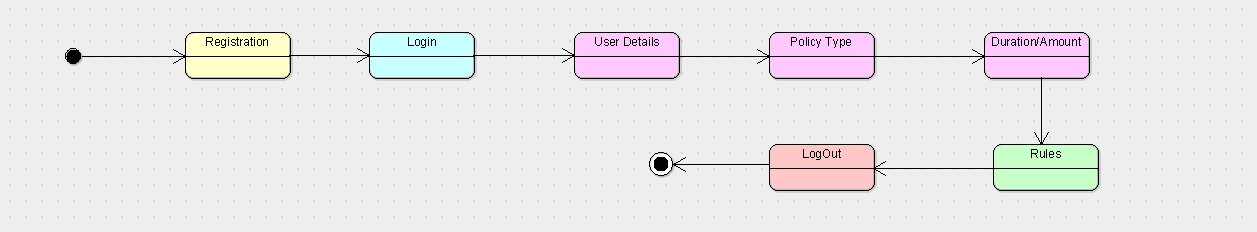 Registration
Login
User Details
Policy Type
Duration/Amount
LogOut
Rules